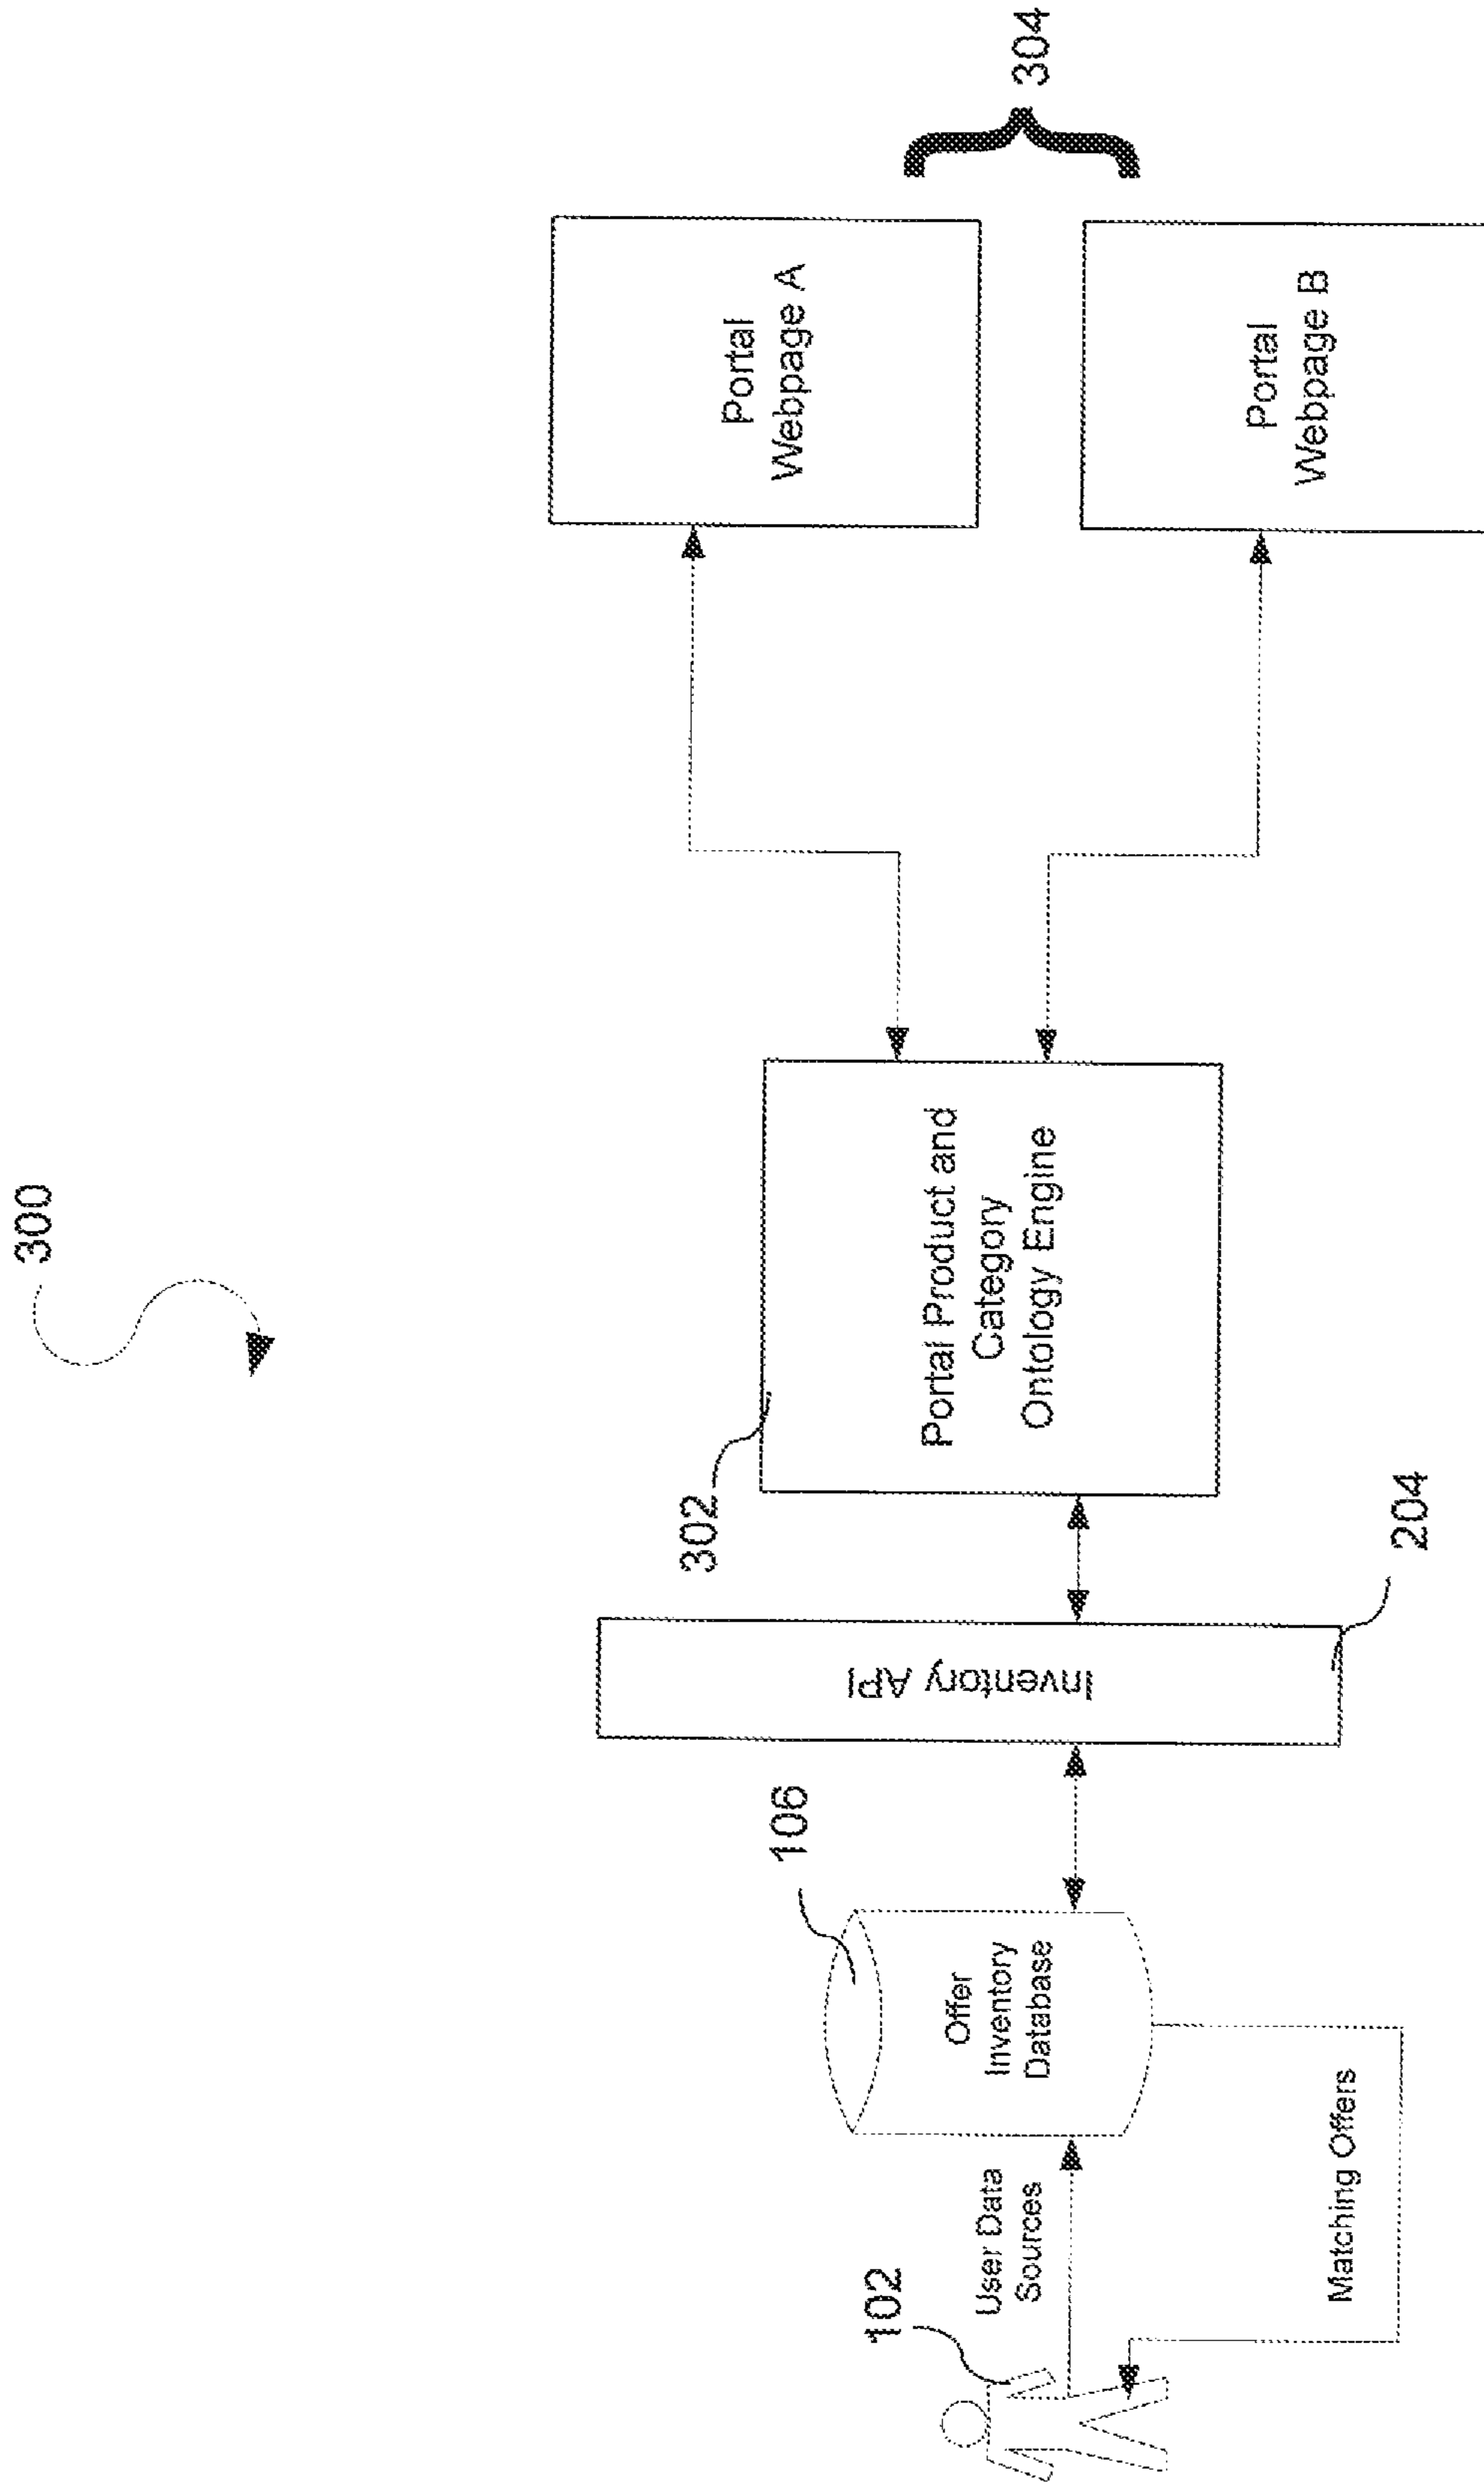 300
304
Portal
Webpage A
Portal
Webpage B
302
Portal Product and
Category
Ontology Engine
204
Inventory API
106
Offer
Inventory
Database
102
User Data
Sources
Matching Offers